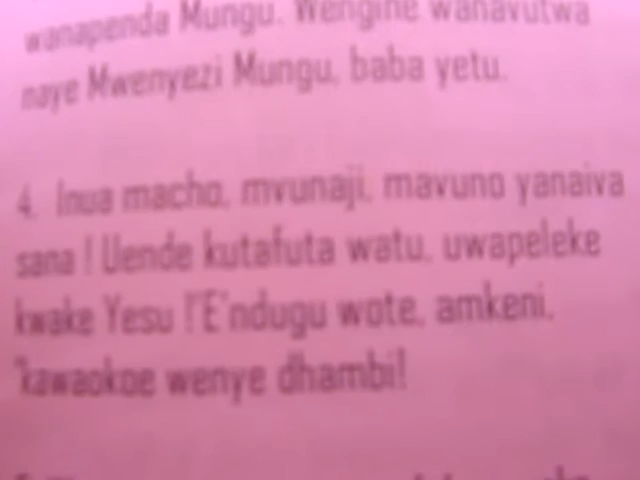 wanapenda Mungu. Wengine wanavutwa
naye Mwenyezi Mungu, baba yetu.
4. Inua macho, mvunaji, mavuno yanaiva
sana ! Uende kutafuta watu, uwapeleke
kwake Yesu !'E'ndugu wote, amkeni,
'kawaokoe wenye dhambi!